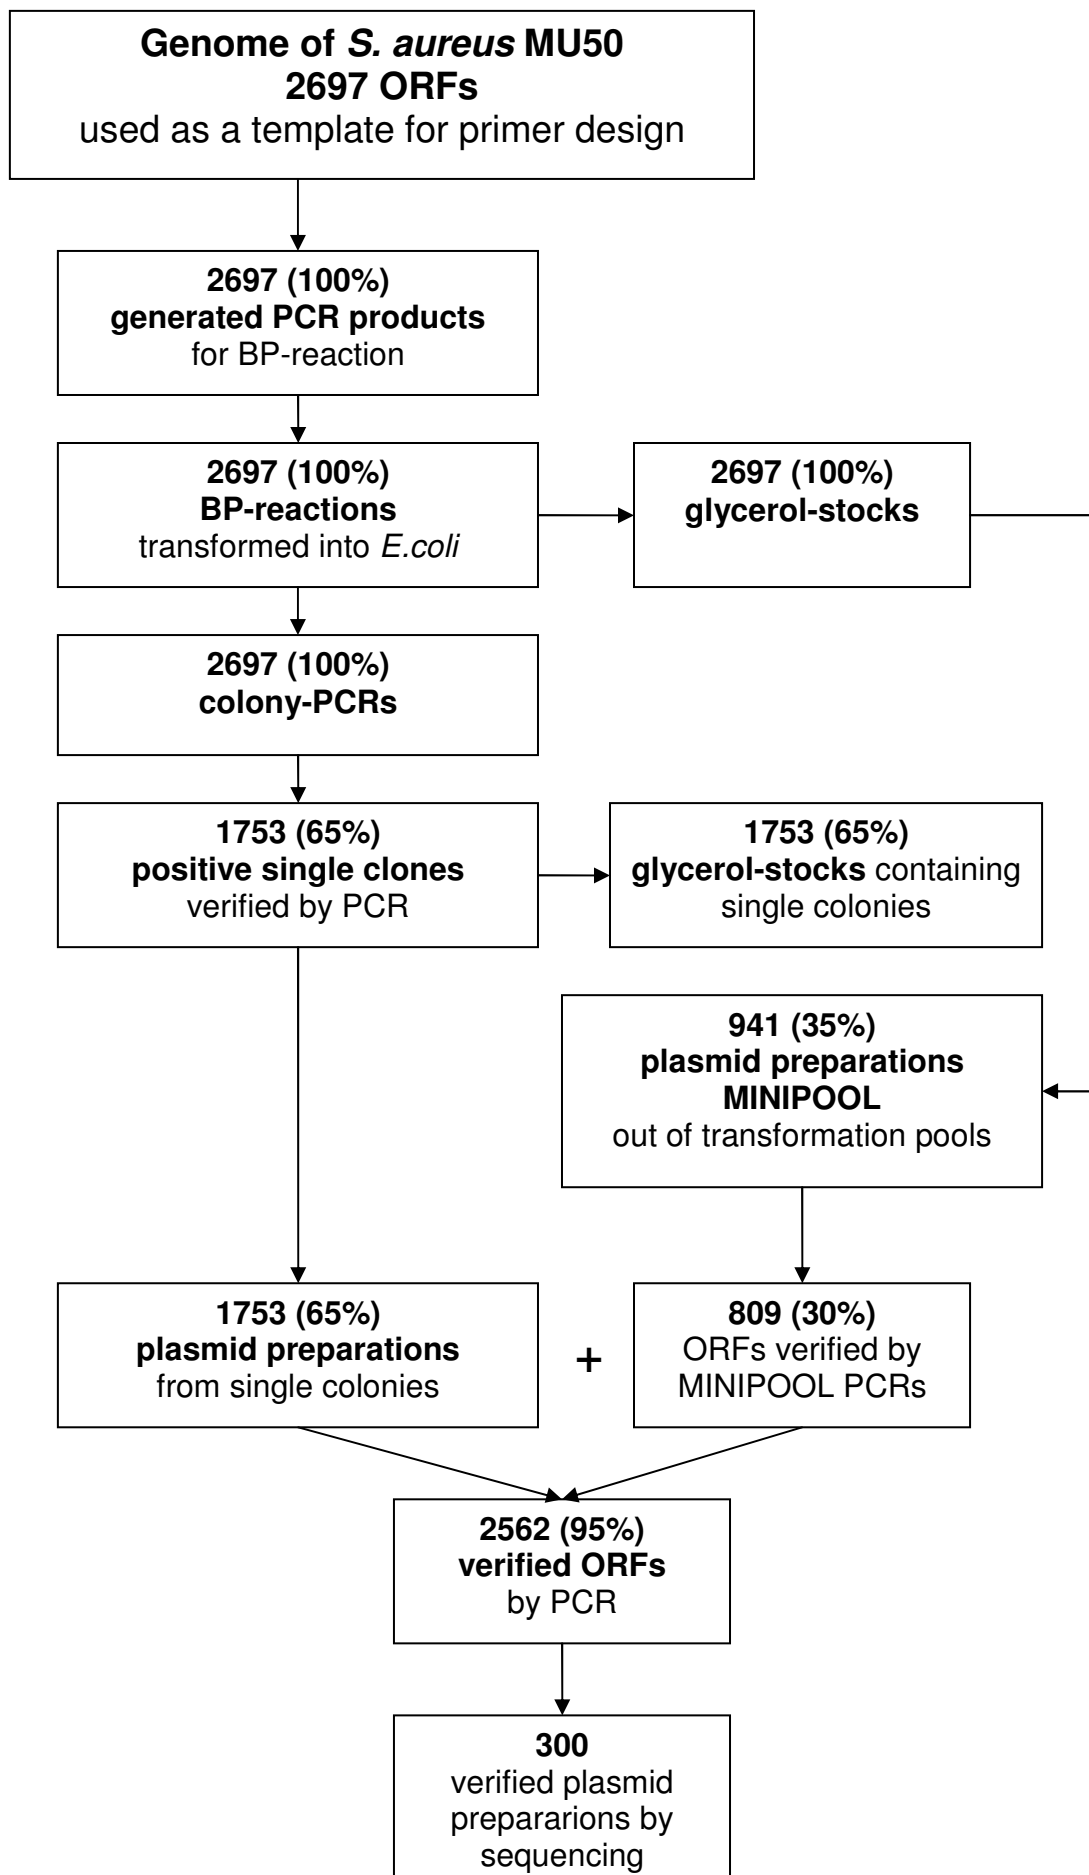 Genome of S. aureus MU50
2697 ORFs
used as a template for primer design
2697 (100%)
generated PCR products
for BP-reaction
2697 (100%)
BP-reactions
transformed into E.coli
2697 (100%)
glycerol-stocks
2697 (100%)
colony-PCRs
1753 (65%)
positive single clones
verified by PCR
1753 (65%)
glycerol-stocks containing
single colonies
941 (35%)
plasmid preparations
MINIPOOL
out of transformation pools
1753 (65%)
plasmid preparations
from single colonies
+
809 (30%)
ORFs verified by
MINIPOOL PCRs
2562 (95%)
verified ORFs
by PCR
300
verified plasmid
prepararions by
sequencing